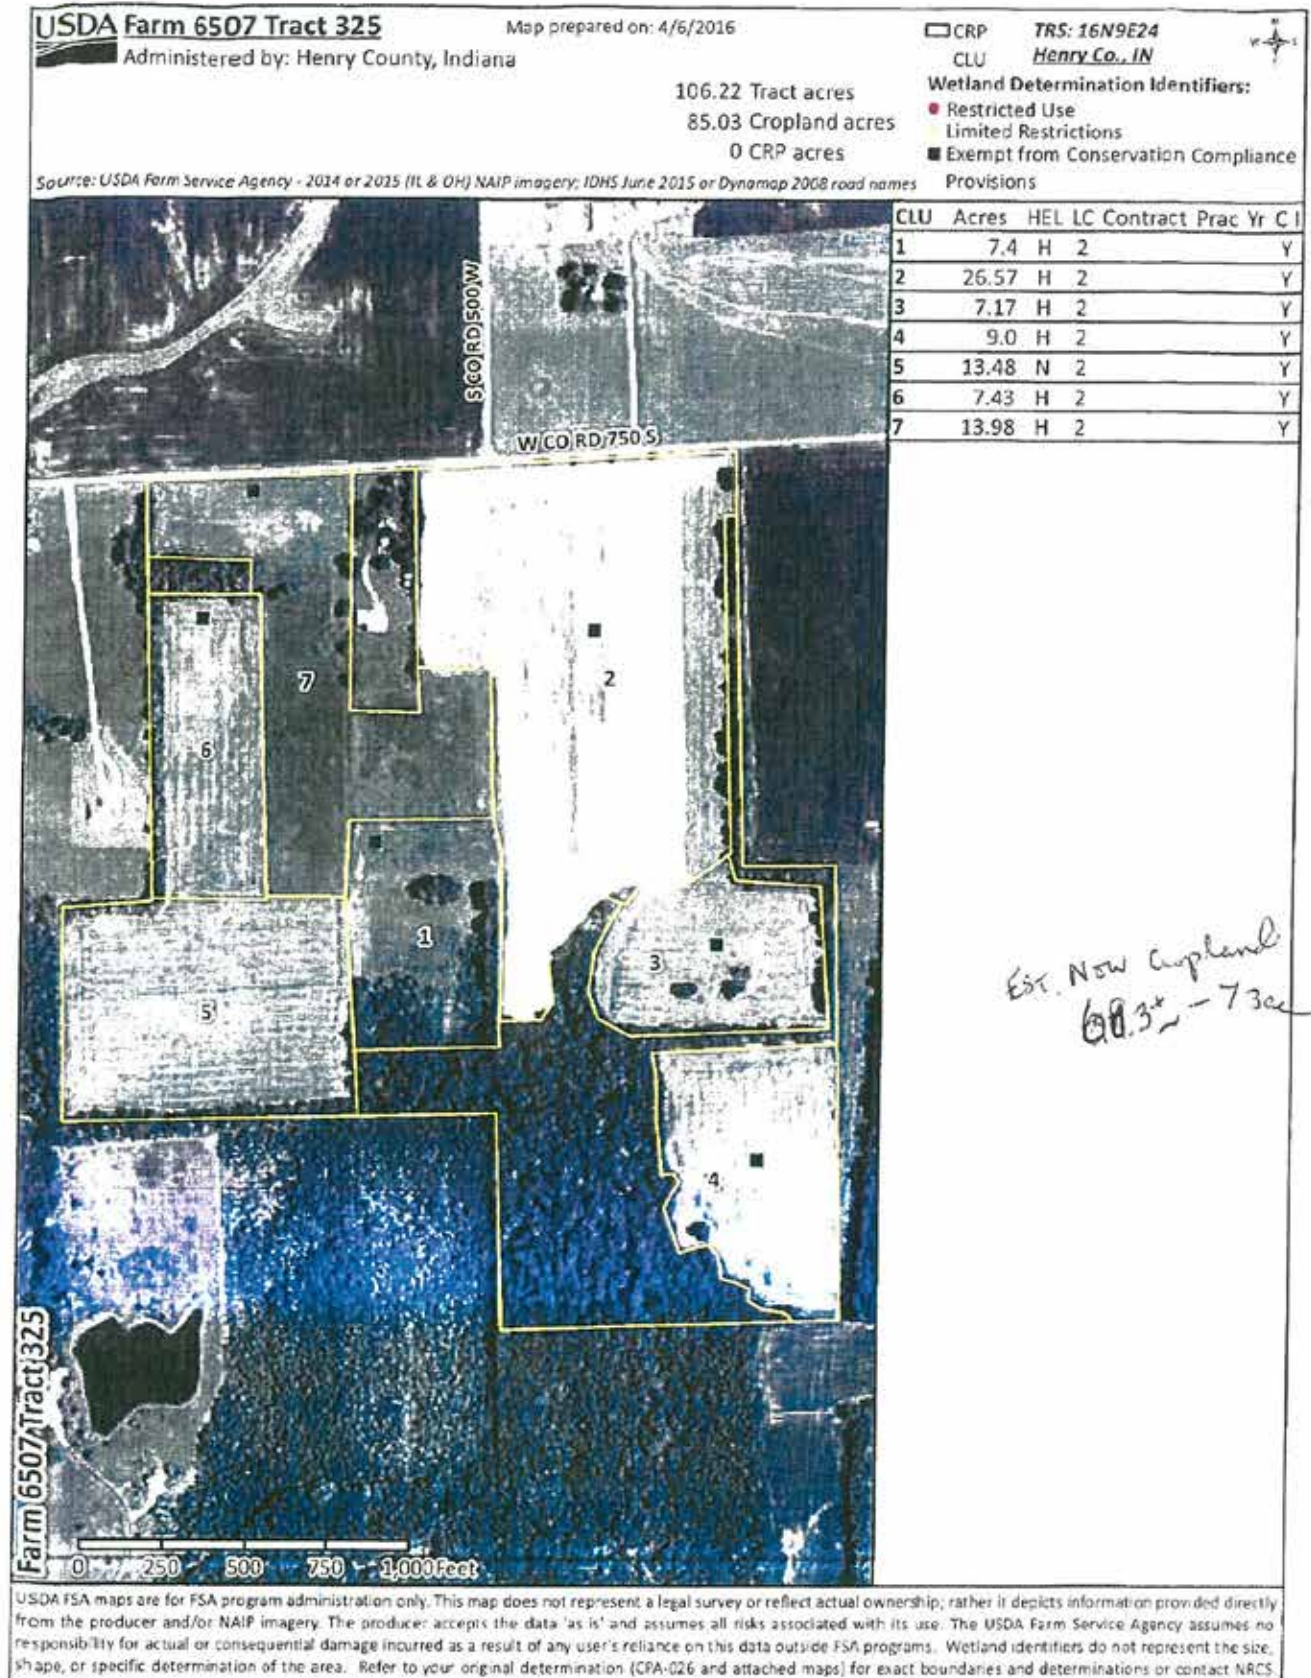 USDA Farm 6507 Tract 325
Administered by: Henry County, Indiana
Map prepared on: 4/6/2016
106.22 Tract acres
85.03 Cropland acres
0 CRP acres
CRP
CLU
TRS: 16N9E24
Henry Co., IN
Wetland Determination Identifiers:
Restricted Use
Limited Restrictions
Exempt from Conservation Compliance
Provisions
Source: USDA Farm Service Agency - 2014 or 2015 (IL & OH) NAIP imagery; IDHS June 2015 or Dynamap 2008 road names
CLU Acres HEL LC Contract Prac Yr C I
1 7.4 H 2 Y
2 26.57 H 2 Y
3 7.17 H 2 Y
4 9.0 H 2 Y
5 13.48 N 2 Y
6 7.43 H 2 Y
7 13.98 H 2 Y
S CO RD 500 W
W CO RD 750 S
7
2
6
1
3
5
4
EST. Now Cropland
- 73ac
Farm 6507 Tract 325
0 250 500 750 1,000 Feet
USDA FSA maps are for FSA program administration only. This map does not represent a legal survey or reflect actual ownership; rather it depicts information provided directly
from the producer and/or NAIP imagery. The producer accepts the data 'as is' and assumes all risks associated with its use. The USDA Farm Service Agency assumes no
responsibility for actual or consequential damage incurred as a result of any user's reliance on this data outside FSA programs. Wetland identifiers do not represent the size,
shape, or specific determination of the area. Refer to your original determination (CPA-026 and attached maps) for exact boundaries and determinations or contact NRCS.